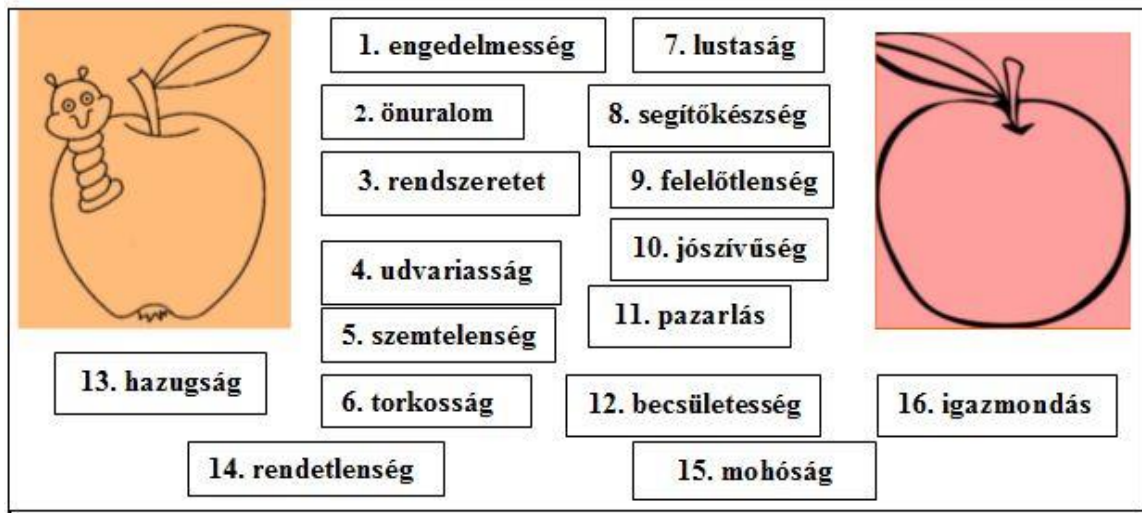 1. engedelmesség
2. önuralom
3. rendszeretet
4. udvariasság
5. szemtelenség
6. torkosság
7. lustaság
8. segítőkészség
9. felelőtlenség
10. jószívűség
11. pazarlás
12. becsületesség
13. hazugság
14. rendetlenség
15. mohóság
16. igazmondás